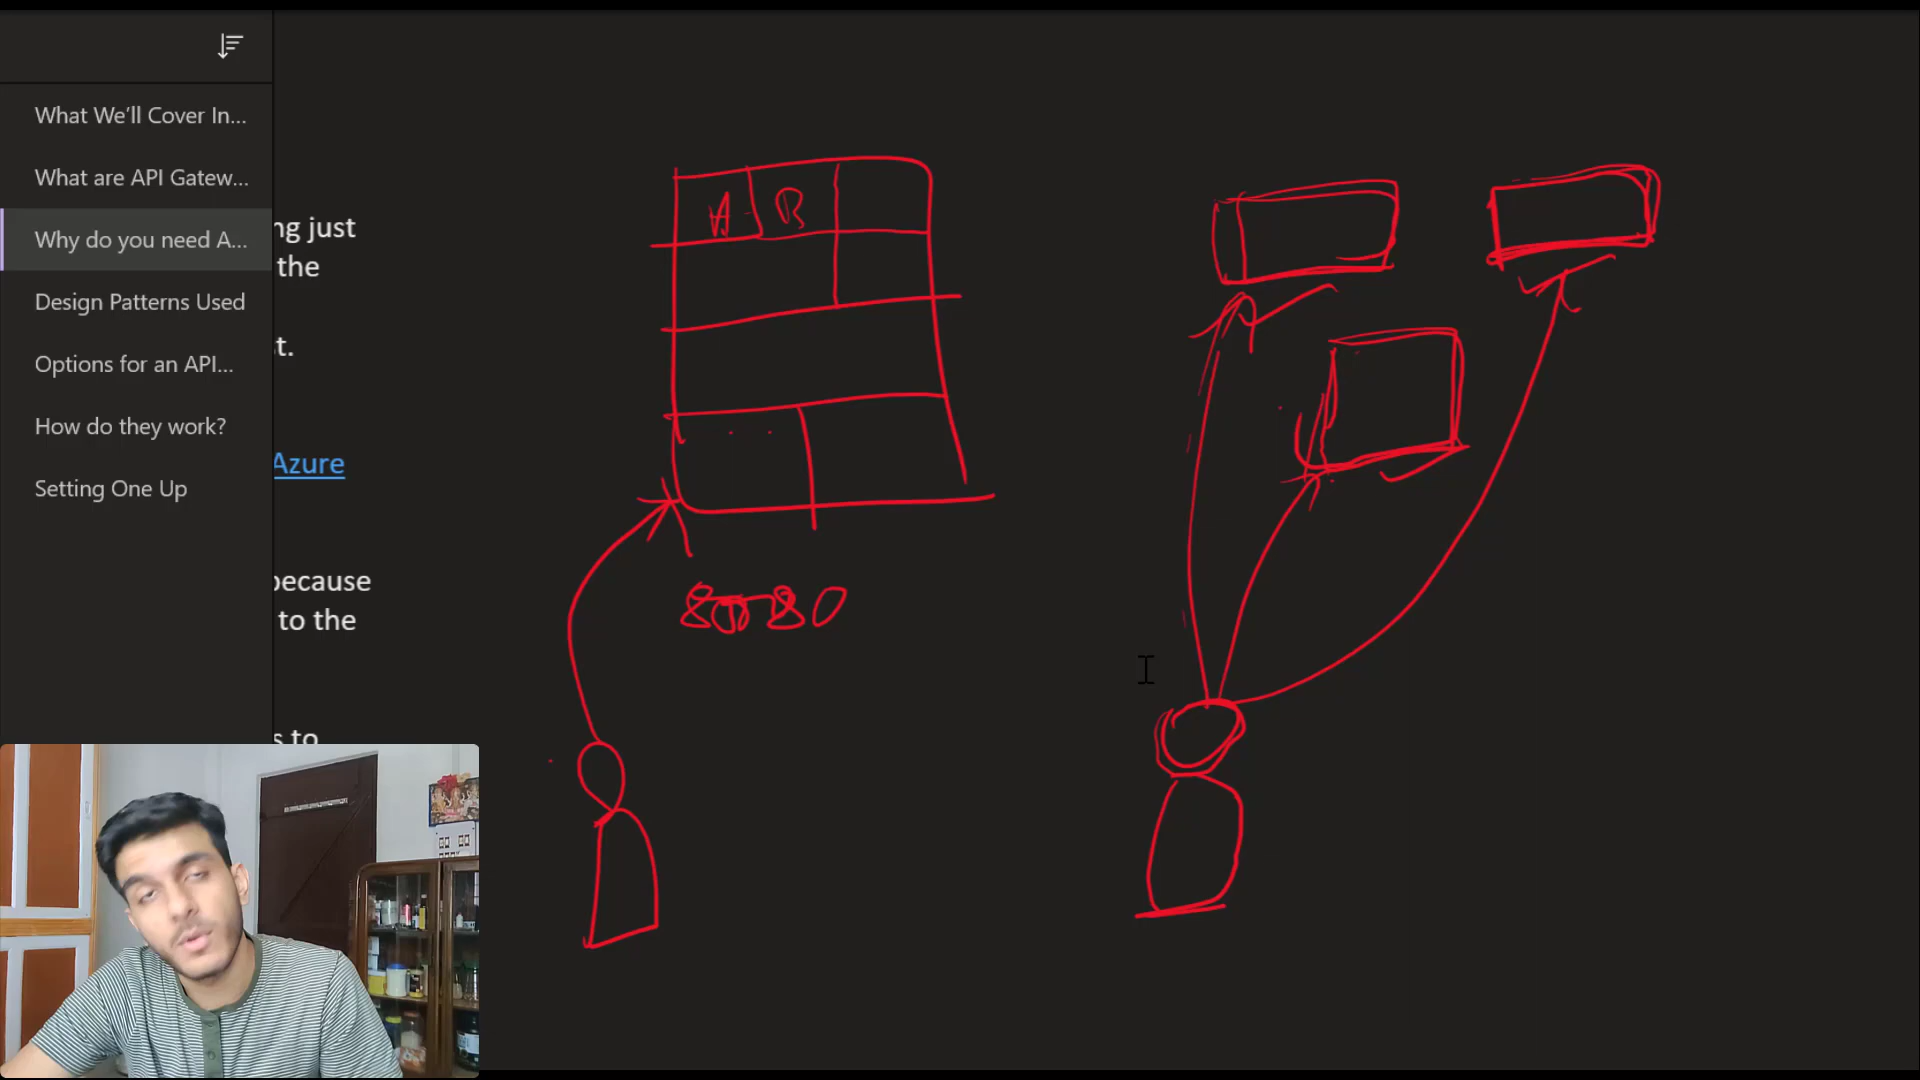 What We'll Cover In...
What are API Gatew...
Why do you need A...
Design Patterns Used
Options for an API...
How do they work?
Setting One Up
ng just
the
t.
Azure
because
to the
s to
A
B
8080